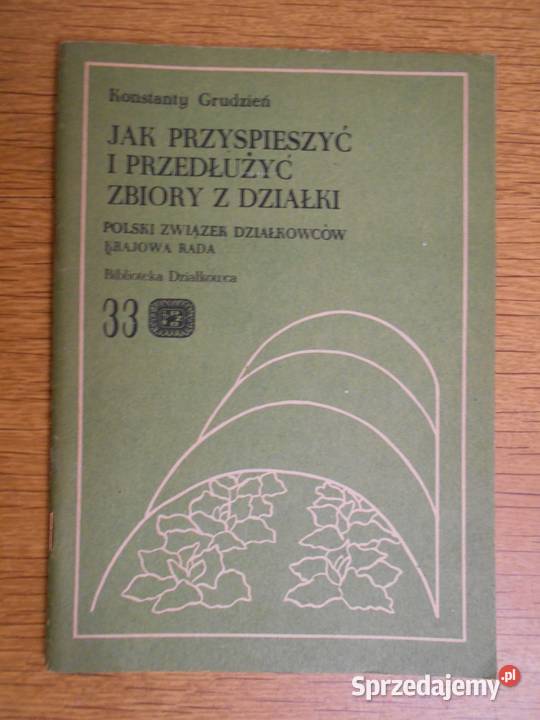 Konstanty Grudzień
JAK PRZYSPIESZYĆ
I PRZEDŁUŻYĆ
ZBIORY Z DZIAŁKI
POLSKI ZWIĄZEK DZIAŁKOWCÓW
KRAJOWA RADA
Biblioteka Działkowca
33
Sprzedajemy.pl